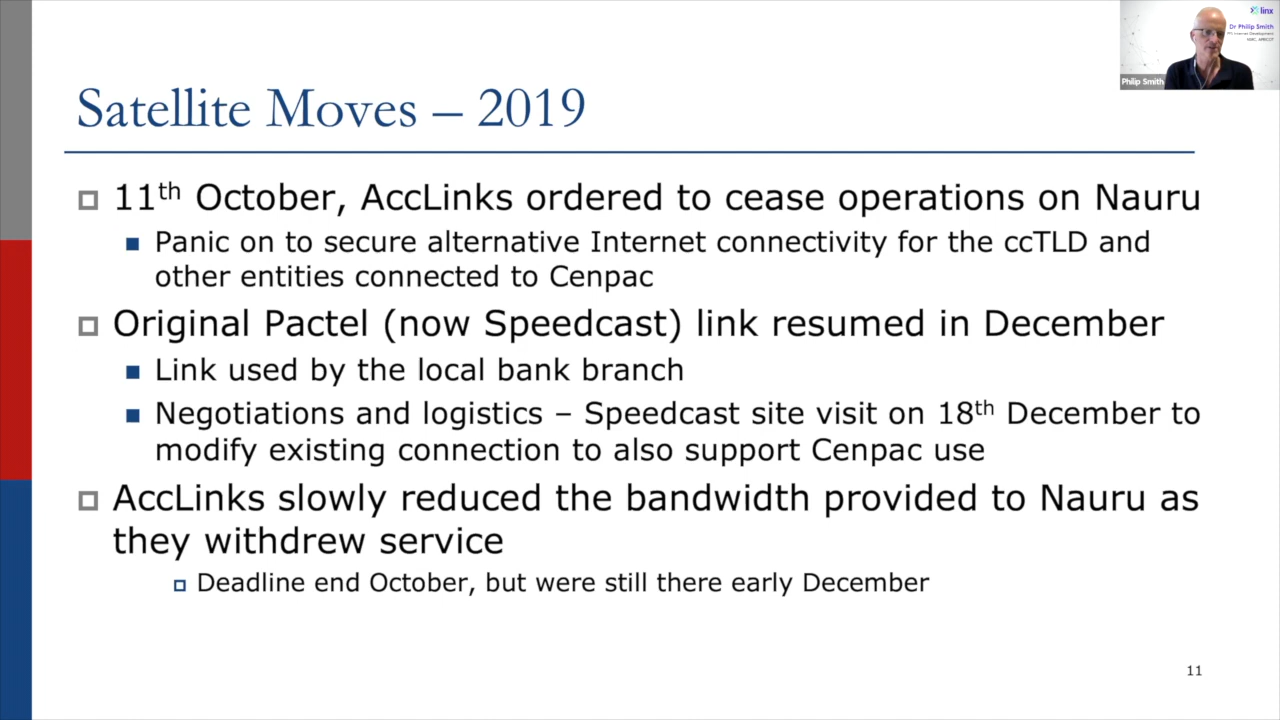 linx
Dr Philip Smith
Philip Smith
Satellite Moves – 2019
11th October, AccLinks ordered to cease operations on Nauru
Panic on to secure alternative Internet connectivity for the ccTLD and
other entities connected to Cenpac
Original Pactel (now Speedcast) link resumed in December
Link used by the local bank branch
Negotiations and logistics – Speedcast site visit on 18th December to
modify existing connection to also support Cenpac use
AccLinks slowly reduced the bandwidth provided to Nauru as
they withdrew service
Deadline end October, but were still there early December
11